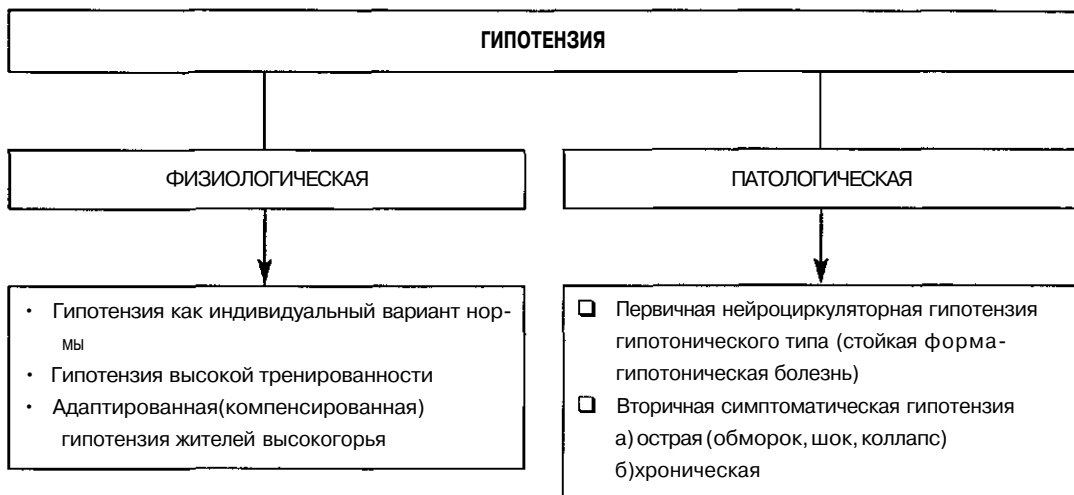 ГИПОТЕНЗИЯ
ФИЗИОЛОГИЧЕСКАЯ
ПАТОЛОГИЧЕСКАЯ
• Гипотензия как индивидуальный вариант нор-
мы
• Гипотензия высокой тренированности
• Адаптированная(компенсированная)
гипотензия жителей высокогорья
❑ Первичная нейроциркуляторная гипотензия
гипотонического типа (стойкая форма-
гипотоническая болезнь)
❑ Вторичная симптоматическая гипотензия
а) острая (обморок, шок, коллапс)
б)хроническая